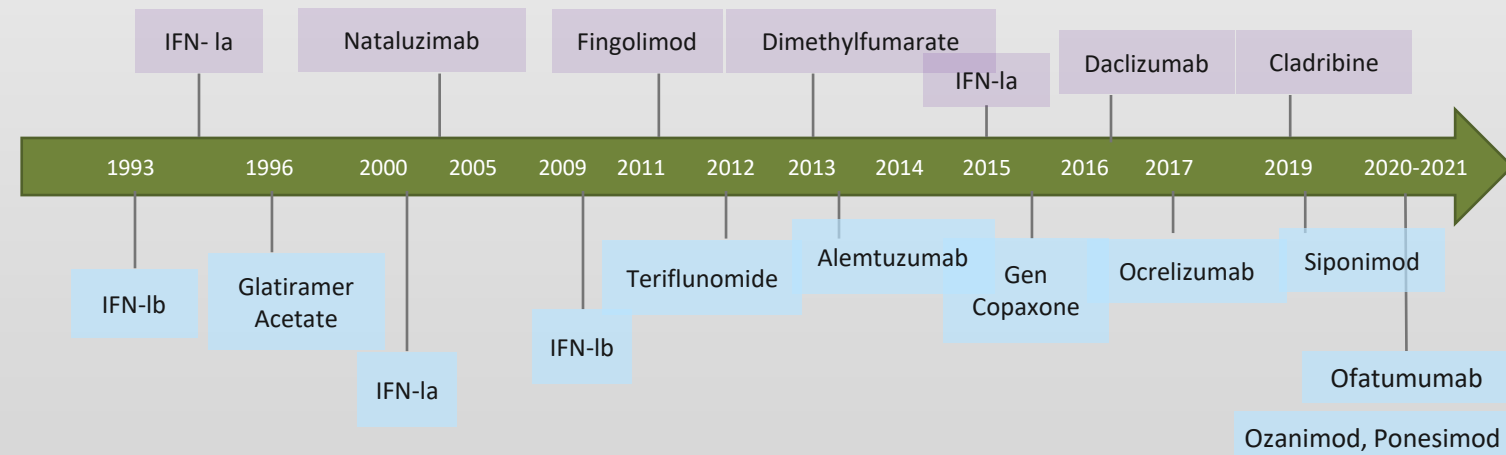 IFN- la
Nataluzimab
Fingolimod
Dimethylfumarate
IFN-la
Daclizumab
Cladribine
1993 1996 2000 2005 2009 2011 2012 2013 2014 2015 2016 2017 2019 2020-2021
IFN-lb
Glatiramer
Acetate
IFN-la
IFN-lb
Teriflunomide
Alemtuzumab
Gen
Copaxone
Ocrelizumab
Siponimod
Ofatumumab
Ozanimod, Ponesimod